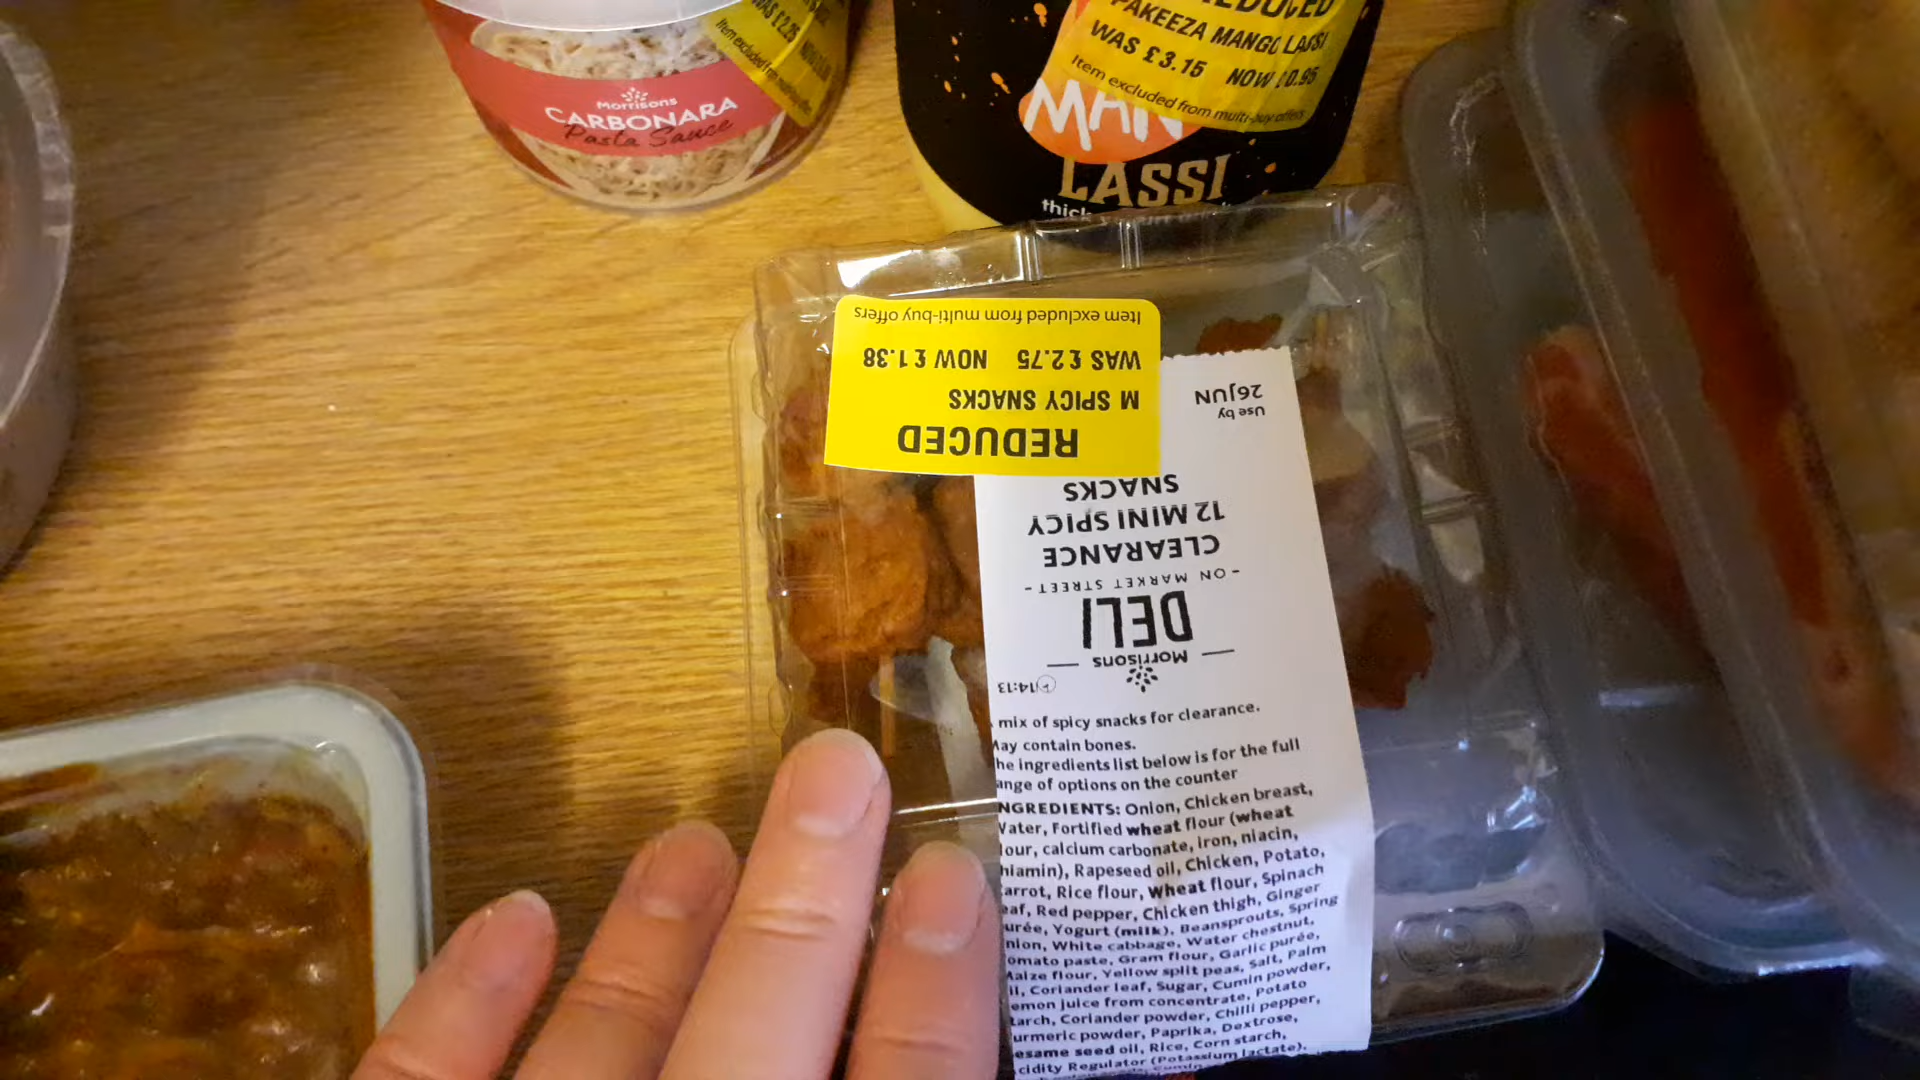 Morrisons
CARBONARA
Pasta Sauce
WAS £2.25
Item excluded from
REDUCED
PAKEEZA MANGO LASSI
WAS £3.15 NOW £0.95
Item excluded from multi-buy offers
MAN
LASSI
thick
REDUCED
M SPICY SNACKS
WAS £2.75 NOW £1.38
Item excluded from multi-buy offers
Use by
26JUN
Morrisons
DELI
- ON MARKET STREET -
CLEARANCE
12 MINI SPICY
SNACKS
14:13
mix of spicy snacks for clearance.
May contain bones.
he ingredients list below is for the full
ange of options on the counter
NGREDIENTS: Onion, Chicken breast,
Water, Fortified wheat flour (wheat
lour, calcium carbonate, iron, niacin,
hiamin), Rapeseed oil, Chicken, Potato,
arrot, Rice flour, wheat flour, Spinach
eaf, Red pepper, Chicken thigh, Ginger
urée, Yogurt (milk), Beansprouts, Spring
nion, White cabbage, Water chestnut,
omato paste, Gram flour, Garlic purée,
Maize flour, Yellow split peas, Salt, Palm
il, Coriander leaf, Sugar, Cumin powder,
emon juice from concentrate, Potato
tarch, Coriander powder, Chilli pepper,
urmeric powder, Paprika, Dextrose,
esame seed oil, Rice, Corn starch,
cidity Regulator (Potassium lactate),